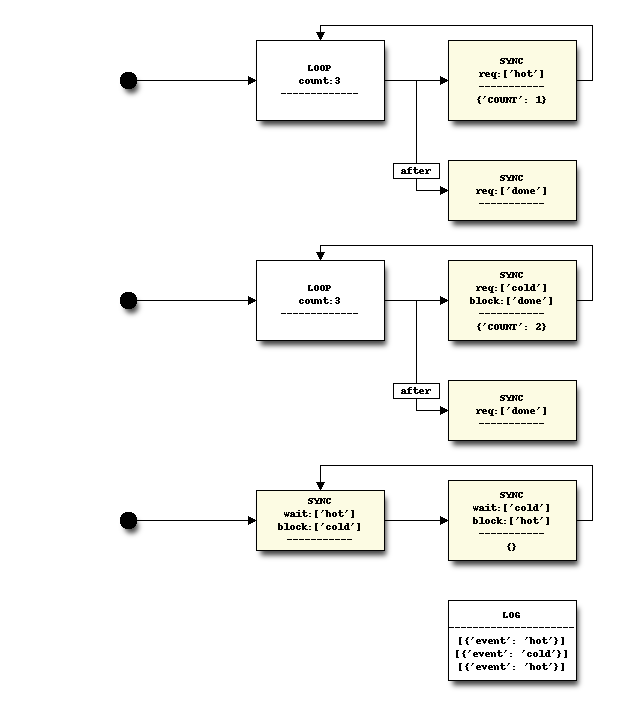 LOOP
count:3
-------------
SYNC
req:['hot']
-----------
{'COUNT': 1}
after
SYNC
req:['done']
-----------
LOOP
count:3
-------------
SYNC
req:['cold']
block:['done']
-----------
{'COUNT': 2}
after
SYNC
req:['done']
-----------
SYNC
wait:['hot']
block:['cold']
-----------
SYNC
wait:['cold']
block:['hot']
-----------
{}
LOG
---------------------
[{'event': 'hot'}]
[{'event': 'cold'}]
[{'event': 'hot'}]